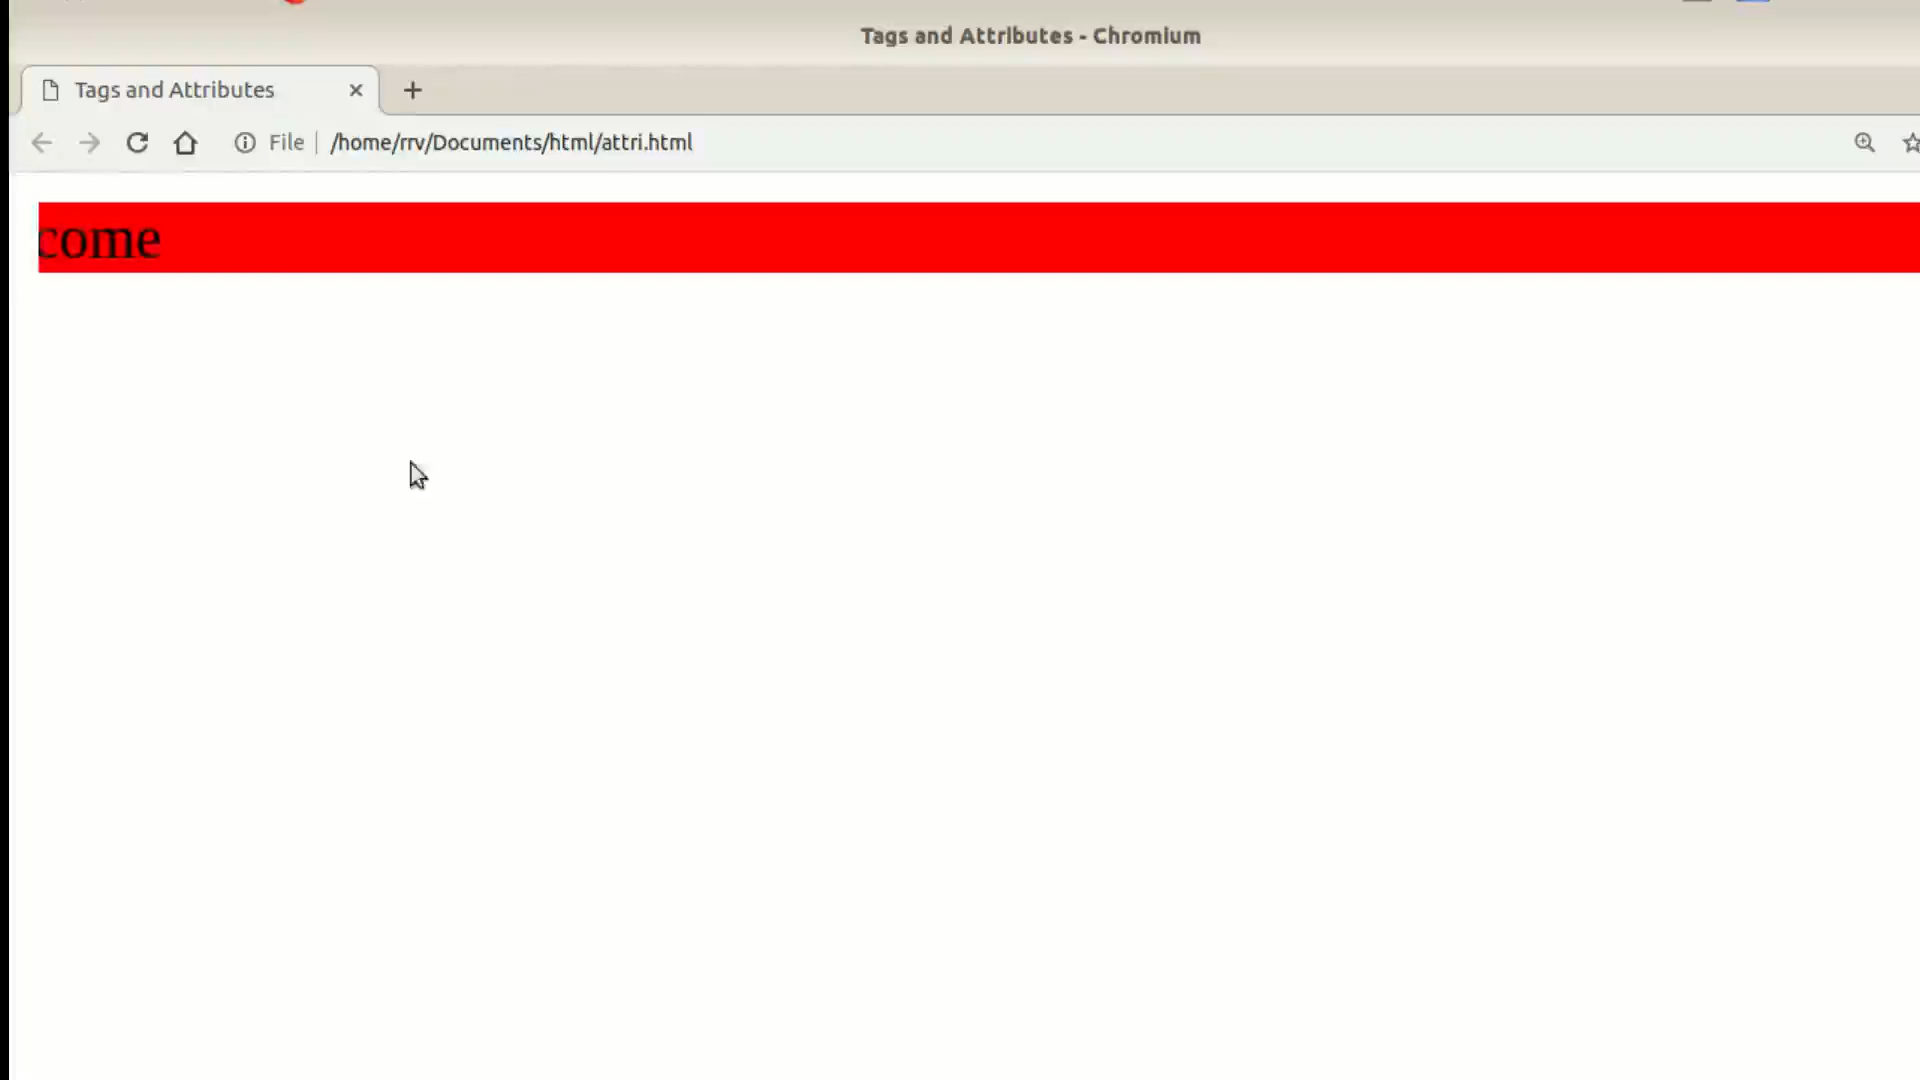 Tags and Attributes - Chromium
Tags and Attributes
File | /home/rrv/Documents/html/attri.html
come